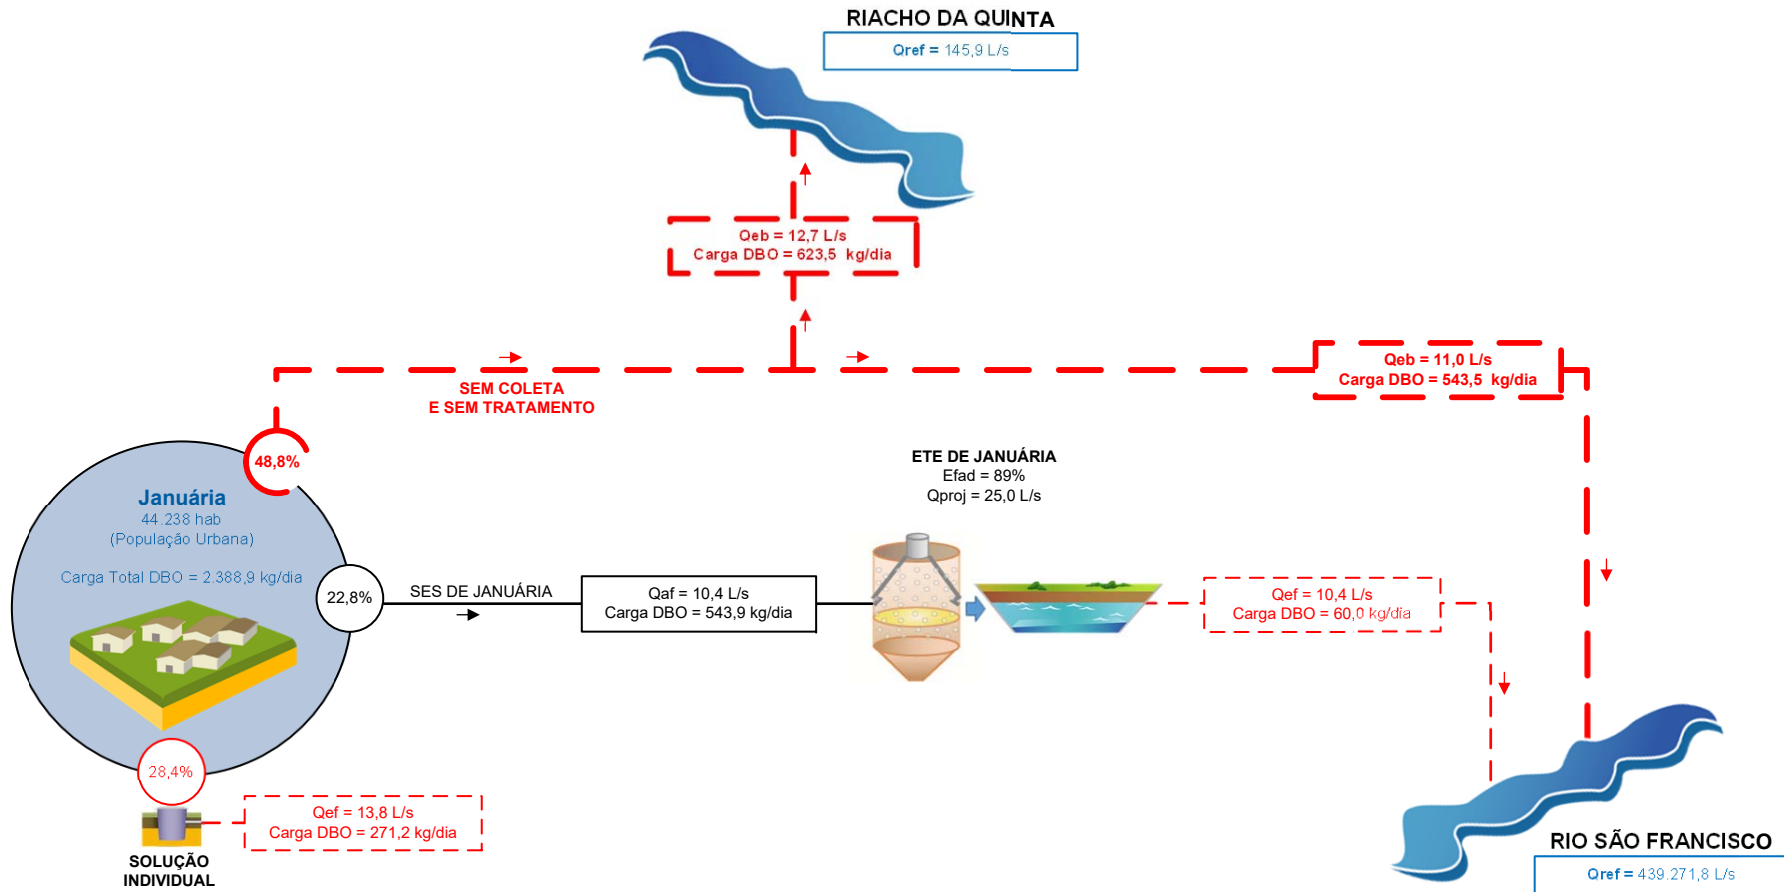 RIACHO DA QUINTA
Qref = 145,9 L/s
Qeb = 12,7 L/s
Carga DBO = 623,5 kg/dia
Qeb = 11,0 L/s
Carga DBO = 543,5 kg/dia
SEM COLETA
E SEM TRATAMENTO
48,8%
ETE DE JANUÁRIA
Efad = 89%
Qproj = 25,0 L/s
Januária
44.238 hab
(População Urbana)
Carga Total DBO = 2.388,9 kg/dia
22,8%
SES DE JANUÁRIA
Qaf = 10,4 L/s
Carga DBO = 543,9 kg/dia
Qef = 10,4 L/s
Carga DBO = 60,0 kg/dia
28,4%
Qef = 13,8 L/s
Carga DBO = 271,2 kg/dia
SOLUÇÃO
INDIVIDUAL
RIO SÃO FRANCISCO
Qref = 439.271,8 L/s